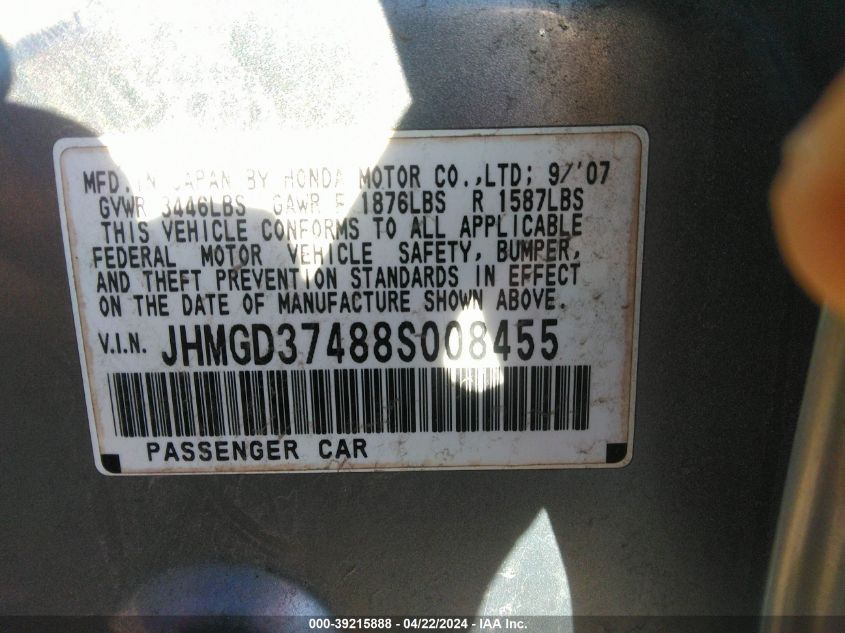 MFD. IN JAPAN BY HONDA MOTOR CO.,LTD; 9/'07
GVWR 3446LBS GAWR F 1876LBS R 1587LBS
THIS VEHICLE CONFORMS TO ALL APPLICABLE
FEDERAL MOTOR VEHICLE SAFETY, BUMPER,
AND THEFT PREVENTION STANDARDS IN EFFECT
ON THE DATE OF MANUFACTURE SHOWN ABOVE.
V.I.N. JHMGD37488S008455
PASSENGER CAR
000-39215888 - 04/22/2024 - IAA Inc.